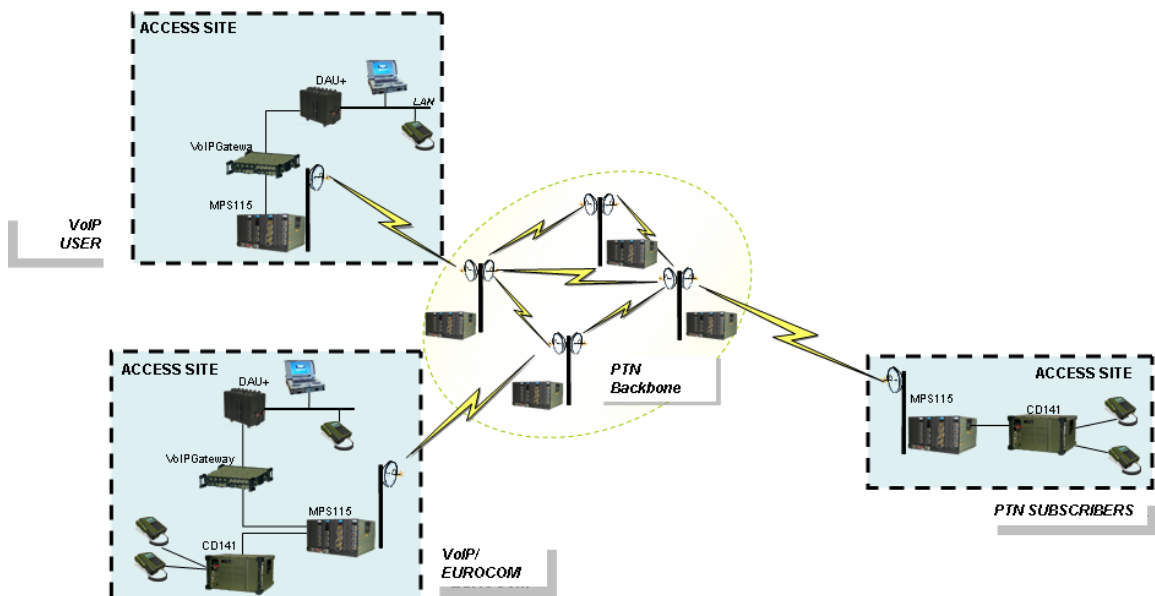 ACCESS SITE
DAU+
LAN
VoIPGatewa
MPS115
VoIP
USER
PTN
Backbone
ACCESS SITE
DAU+
VoIPGateway
MPS115
CD141
VoIP/
EUROCOM/
ACCESS SITE
MPS115
CD141
PTN SUBSCRIBERS